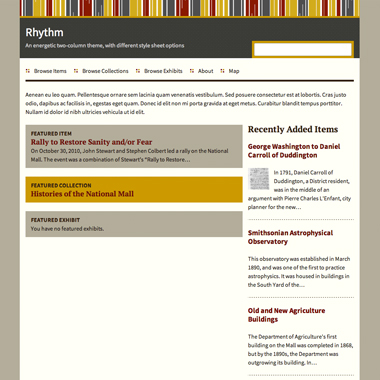 Rhythm
An energetic two-column theme, with different style sheet options
Browse Items
Browse Collections
Browse Exhibits
About
Map
Aenean eu leo quam. Pellentesque ornare sem lacinia quam venenatis vestibulum. Sed posuere consectetur est at lobortis. Cras justo
odio, dapibus ac facilisis in, egestas eget quam. Donec id elit non mi porta gravida at eget metus. Curabitur blandit tempus porttitor.
Nullam id dolor id nibh ultricies vehicula ut id elit.
FEATURED ITEM
Rally to Restore Sanity and/or Fear
On October 30, 2010, John Stewart and Stephen Colbert led a rally on the National
Mall. The event was a combination of Stewart's “Rally to Restore…
FEATURED COLLECTION
Histories of the National Mall
FEATURED EXHIBIT
You have no featured exhibits.
Recently Added Items
George Washington to Daniel
Carroll of Duddington
In 1791, Daniel Carroll of
Duddington, a District resident,
was in the middle of an
argument with Pierre Charles L'Enfant, city
planner for the new…
Smithsonian Astrophysical
Observatory
This observatory was established in March
1890, and was one of the first to practice
astrophysics. It was housed in buildings in
the South Yard of the…
Old and New Agriculture
Buildings
The Department of Agriculture's first
building on the Mall was completed in 1868,
but by the 1890s, the Department was
outgrowing its building. In…